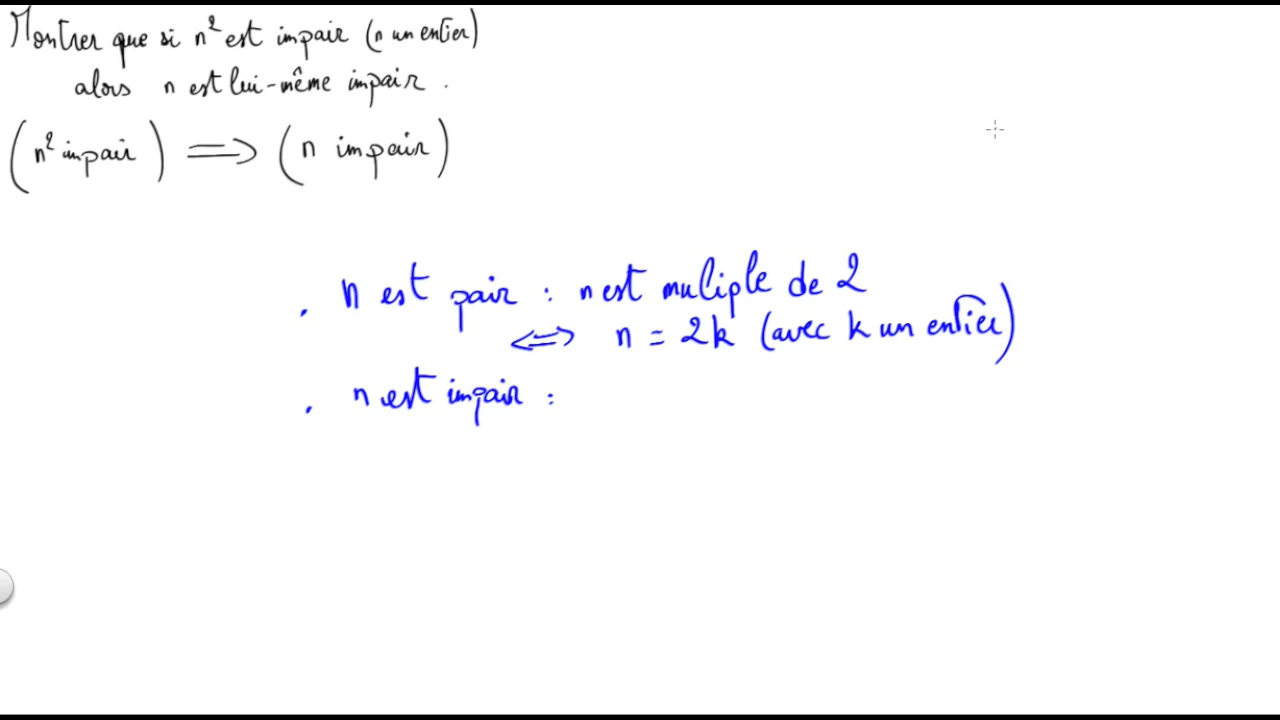 Montrer que si n² est impair (n un entier)
alors n est lui-même impair.
(n² impair) ⟹ (n impair)
. n est pair : n est muliple de 2
⟺ n = 2k (avec k un entier)
. n est impair :